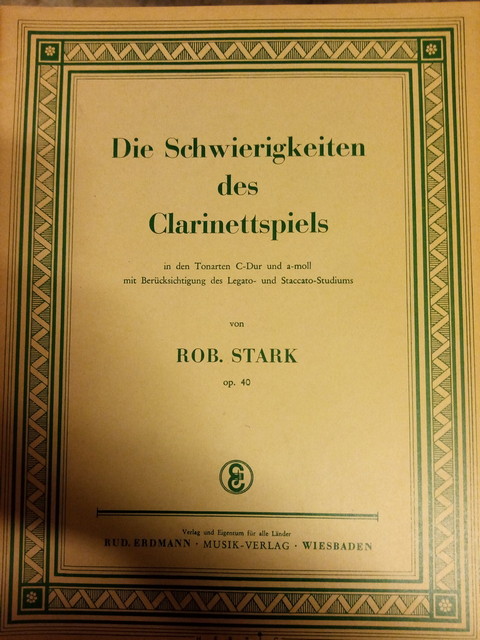 Die Schwierigkeiten
des
Clarinettspiels
in den Tonarten C-Dur und a-moll
mit Berücksichtigung des Legato- und Staccato-Studiums
von
ROB. STARK
op. 40
Verlag und Eigentum für alle Länder
RUD. ERDMANN · MUSIK-VERLAG · WIESBADEN